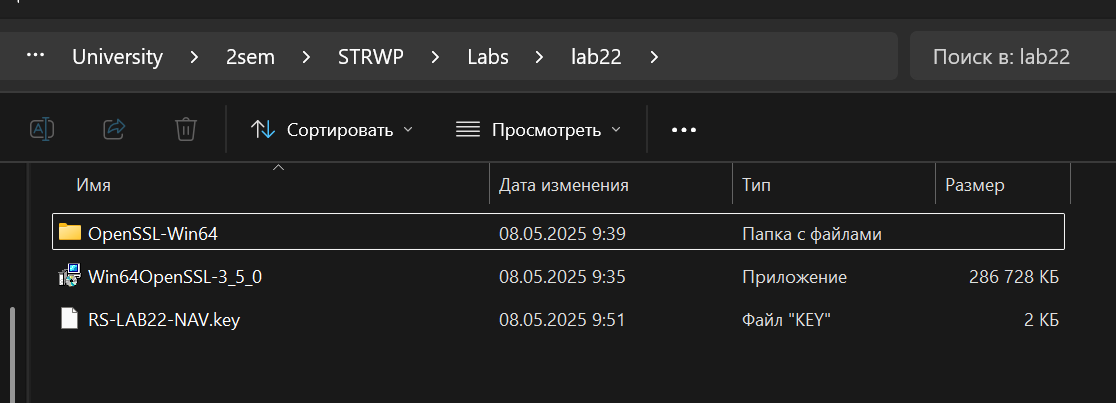 ··· University > 2sem > STRWP > Labs > lab22 > Поиск в: lab22
Сортировать Просмотреть ···
Имя Дата изменения Тип Размер
OpenSSL-Win64 08.05.2025 9:39 Папка с файлами
Win64OpenSSL-3_5_0 08.05.2025 9:35 Приложение 286 728 КБ
RS-LAB22-NAV.key 08.05.2025 9:51 Файл "KEY" 2 КБ